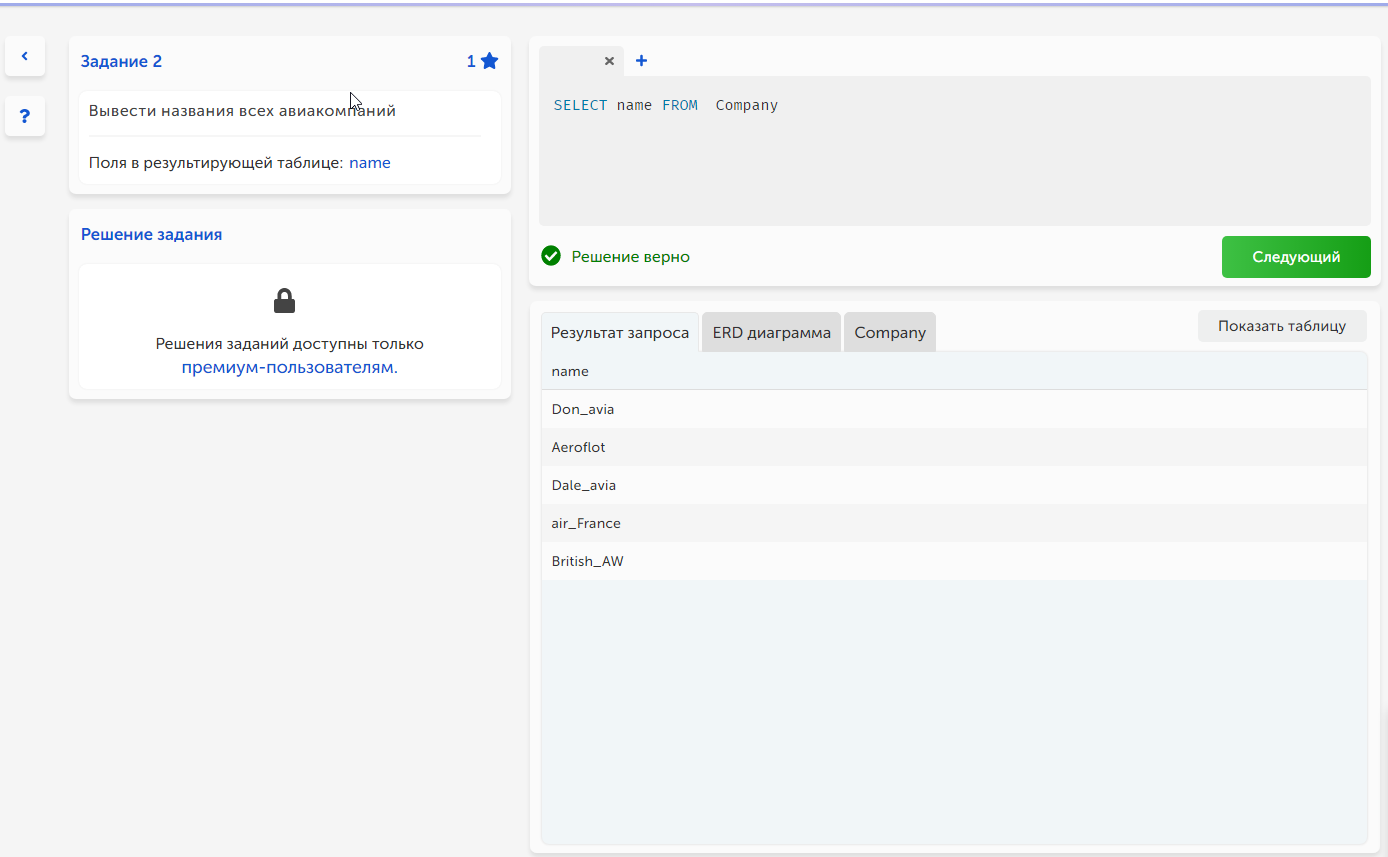 Задание 2
1
Вывести названия всех авиакомпаний
Поля в результирующей таблице: name
Решение задания
Решения заданий доступны только
премиум-пользователям.
?
SELECT name FROM  Company
Решение верно
Следующий
Результат запроса
ERD диаграмма
Company
Показать таблицу
name
Don_avia
Aeroflot
Dale_avia
air_France
British_AW